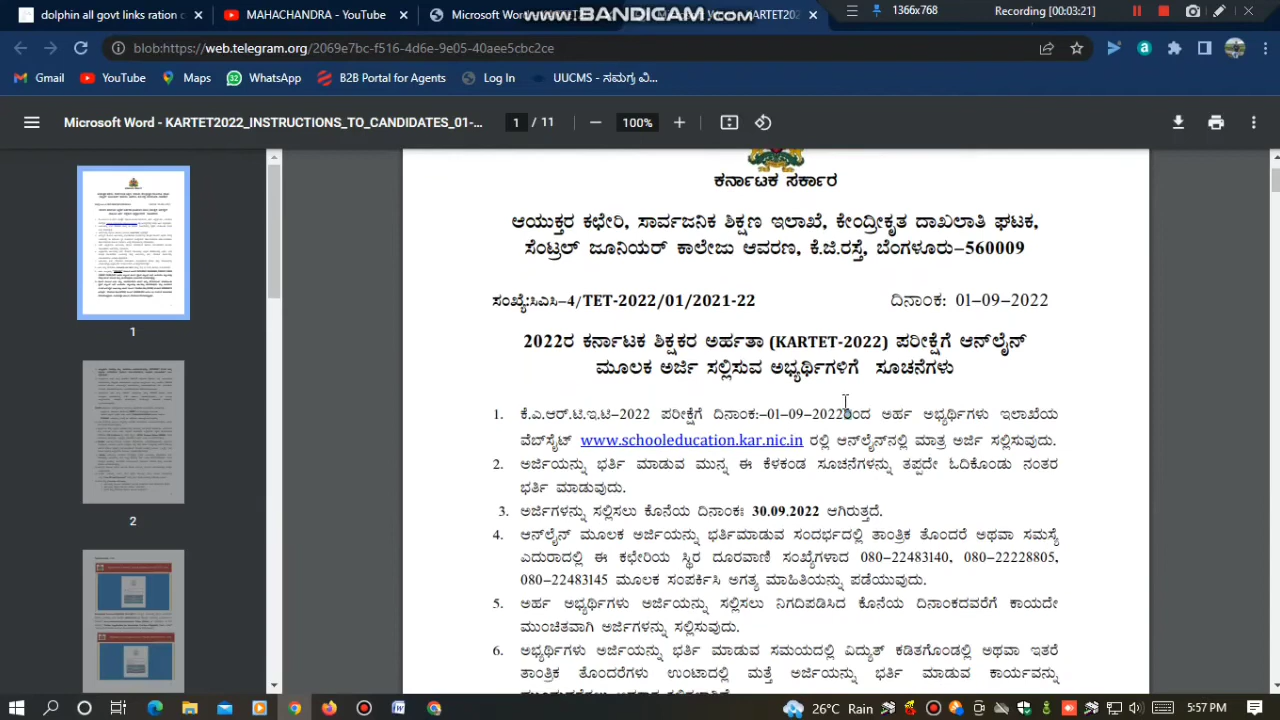 dolphin all govt linkecation c
MAHACHANDRA - YouTube
Microsoft Wor
KARTET202
www.BANDICAM.com
1366x768
Recording [00:03:21]
blob:https://web.telegram.org/2069e7bc-f516-4d6e-9e05-40aee5cbc2ce
Gmail YouTube Maps WhatsApp B2B Portal for Agents Log In UUCMS - ಸಮಗ್ರ ವಿ...
Microsoft Word - KARTET2022_INSTRUCTIONS_TO_CANDIDATES_01-... 1 / 11 100%
ಕರ್ನಾಟಕ ಸರ್ಕಾರ
ಆಯುಕ್ತರ ಕಛೇರಿ, ಸಾರ್ವಜನಿಕ ಶಿಕ್ಷಣ ಇಲಾಖೆ, ಕೇಂದ್ರೀಕೃತ ದಾಖಲಾತಿ ಘಟಕ,
ಸೆಂಟ್ರಲ್ ಜೂನಿಯರ್ ಕಾಲೇಜು ಆವರಣ, ಕೆ.ಜಿ.ರಸ್ತೆ, ಬೆಂಗಳೂರು–560009
ಸಂಖ್ಯೆ:ಸಿಎಸಿ–4/TET-2022/01/2021-22 ದಿನಾಂಕ: 01-09-2022
2022ರ ಕರ್ನಾಟಕ ಶಿಕ್ಷಕರ ಅರ್ಹತಾ (KARTET-2022) ಪರೀಕ್ಷೆಗೆ ಆನ್‌ಲೈನ್
ಮೂಲಕ ಅರ್ಜಿ ಸಲ್ಲಿಸುವ ಅಭ್ಯರ್ಥಿಗಳಿಗೆ ಸೂಚನೆಗಳು
1. ಕೆ.ಎ.ಆರ್.ಟಿ.ಇ.ಟಿ–2022 ಪರೀಕ್ಷೆಗೆ ದಿನಾಂಕ:–01–09–2022ರಿಂದ ಅರ್ಹ ಅಭ್ಯರ್ಥಿಗಳು ಇಲಾಖೆಯ
ವೆಬ್‌ಸೈಟ್ www.schooleducation.kar.nic.in ರಲ್ಲಿ ಆನ್‌ಲೈನ್‌ನಲ್ಲಿ ಮಾತ್ರ ಅರ್ಜಿ ಸಲ್ಲಿಸುವುದು.
2. ಅರ್ಜಿಯನ್ನು ಭರ್ತಿ ಮಾಡುವ ಮುನ್ನ ಈ ಕೆಳಕಂಡ ಸೂಚನೆಗಳನ್ನು ತಪ್ಪದೇ ಓದಿಕೊಂಡು ನಂತರ
ಭರ್ತಿ ಮಾಡುವುದು.
3. ಅರ್ಜಿಗಳನ್ನು ಸಲ್ಲಿಸಲು ಕೊನೆಯ ದಿನಾಂಕಃ 30.09.2022 ಆಗಿರುತ್ತದೆ.
4. ಆನ್‌ಲೈನ್ ಮೂಲಕ ಅರ್ಜಿಯನ್ನು ಭರ್ತಿಮಾಡುವ ಸಂದರ್ಭದಲ್ಲಿ ತಾಂತ್ರಿಕ ತೊಂದರೆ ಅಥವಾ ಸಮಸ್ಯೆ
ಎದುರಾದಲ್ಲಿ ಈ ಕಛೇರಿಯ ಸ್ಥಿರ ದೂರವಾಣಿ ಸಂಖ್ಯೆಗಳಾದ 080–22483140, 080–22228805,
080–22483145 ಮೂಲಕ ಸಂಪರ್ಕಿಸಿ ಅಗತ್ಯ ಮಾಹಿತಿಯನ್ನು ಪಡೆಯುವುದು.
5. ಅರ್ಹ ಅಭ್ಯರ್ಥಿಗಳು ಅರ್ಜಿಯನ್ನು ಸಲ್ಲಿಸಲು ನಿಗದಿಪಡಿಸಿದ ಕೊನೆಯ ದಿನಾಂಕದವರೆಗೆ ಕಾಯದೇ
ಮುಂಚಿತವಾಗಿ ಅರ್ಜಿಗಳನ್ನು ಸಲ್ಲಿಸುವುದು.
6. ಅಭ್ಯರ್ಥಿಗಳು ಅರ್ಜಿಯನ್ನು ಭರ್ತಿ ಮಾಡುವ ಸಮಯದಲ್ಲಿ ವಿದ್ಯುತ್ ಕಡಿತಗೊಂಡಲ್ಲಿ ಅಥವಾ ಇತರೆ
ತಾಂತ್ರಿಕ ತೊಂದರೆಗಳು ಉಂಟಾದಲ್ಲಿ ಮತ್ತೆ ಅರ್ಜಿಯನ್ನು ಭರ್ತಿ ಮಾಡುವ ಕಾರ್ಯವನ್ನು
1
2
26°C Rain 5:57 PM